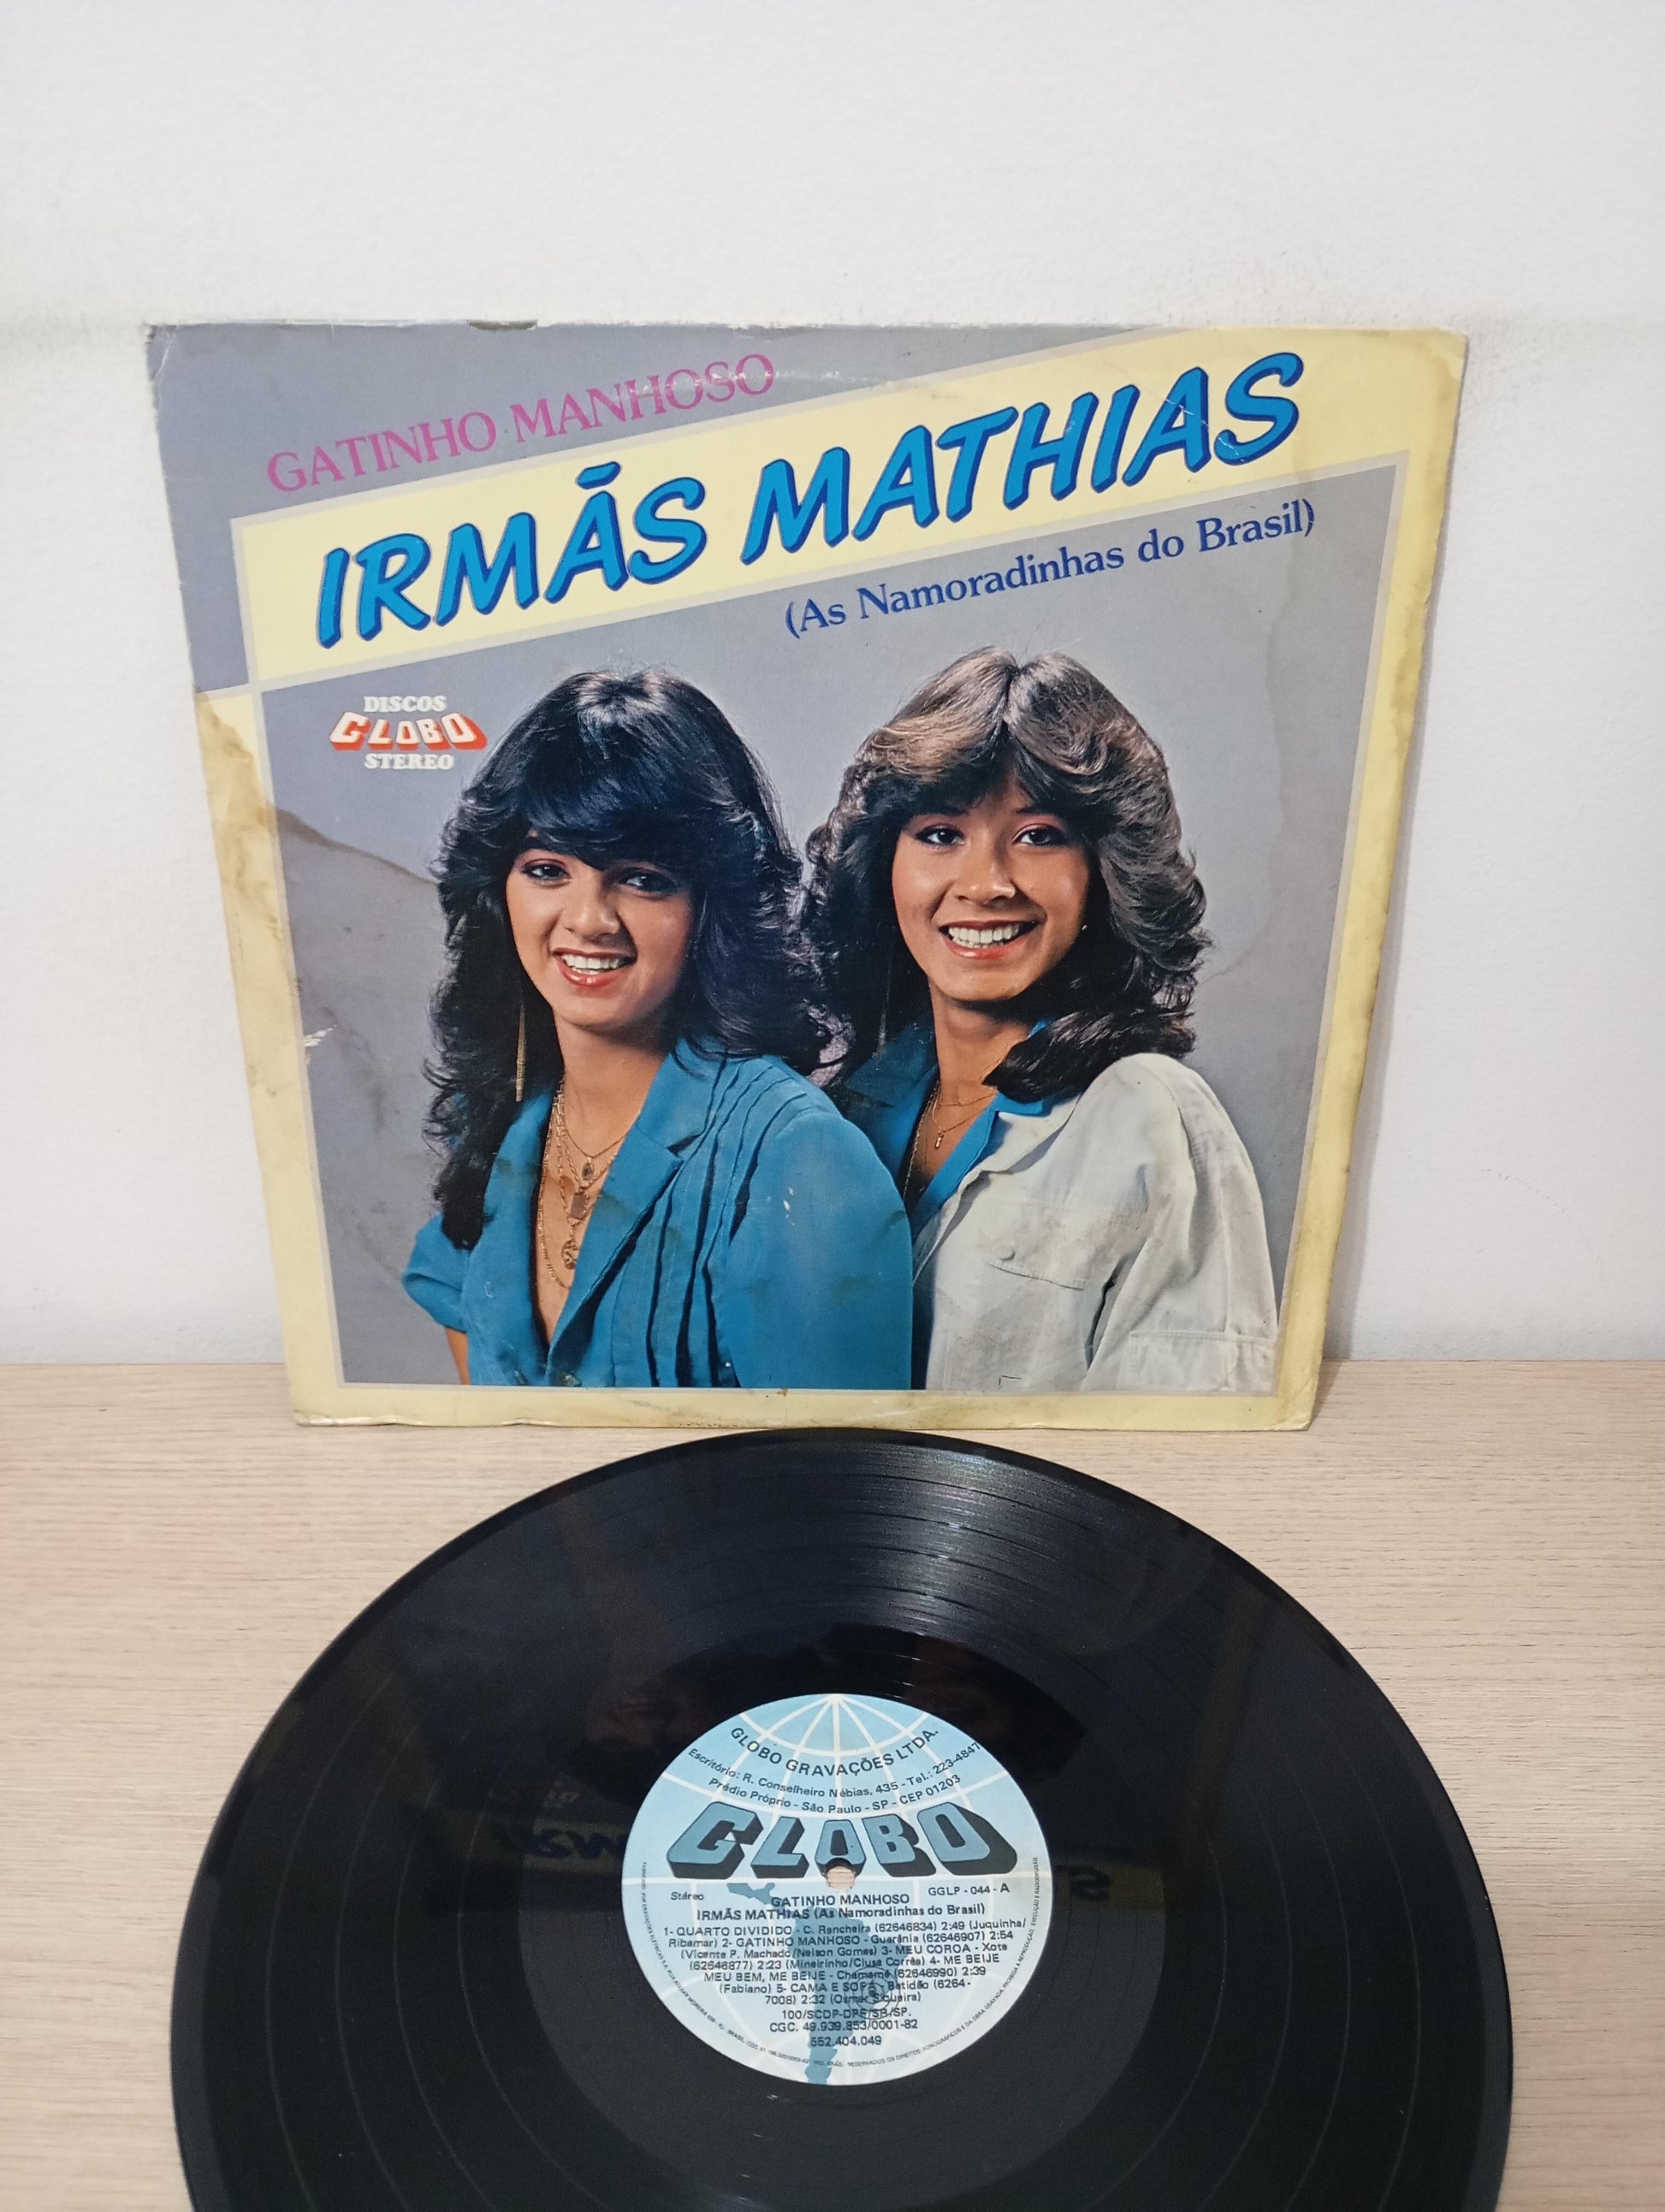 GATINHO MANHOSO
IRMÃS MATHIAS
(As Namoradinhas do Brasil)
DISCOS
GLOBO
STEREO
GLOBO GRAVAÇÕES LTDA.
Escritório: R. Conselheiro Nébias, 435 - Tel.: 223-4847
Prédio Próprio - São Paulo - SP - CEP 01203
GLOBO
Stéreo
GATINHO MANHOSO
GGLP - 044 - A
IRMÃS MATHIAS (As Namoradinhas do Brasil)
1- QUARTO DIVIDIDO - C. Rancheira (62646834) 2:49 (Juquinha/
Ribamar) 2- GATINHO MANHOSO - Guarânia (62646907) 2:54
(Vicente P. Machado/Nelson Gomes) 3- MEU COROA - Xote
(62646877) 2:23 (Mineirinho/Clusa Corrêa) 4- ME BEIJE
MEU BEM, ME BEIJE - Chamamé (62646990) 2:39
(Fabiano) 5- CAMA E SOFÁ - Batidão (6264-
7008) 2:32 (Osmar Siqueira)
100/SCDP-DPF/SR/SP.
CGC. 49.939.853/0001-82
552.404.049